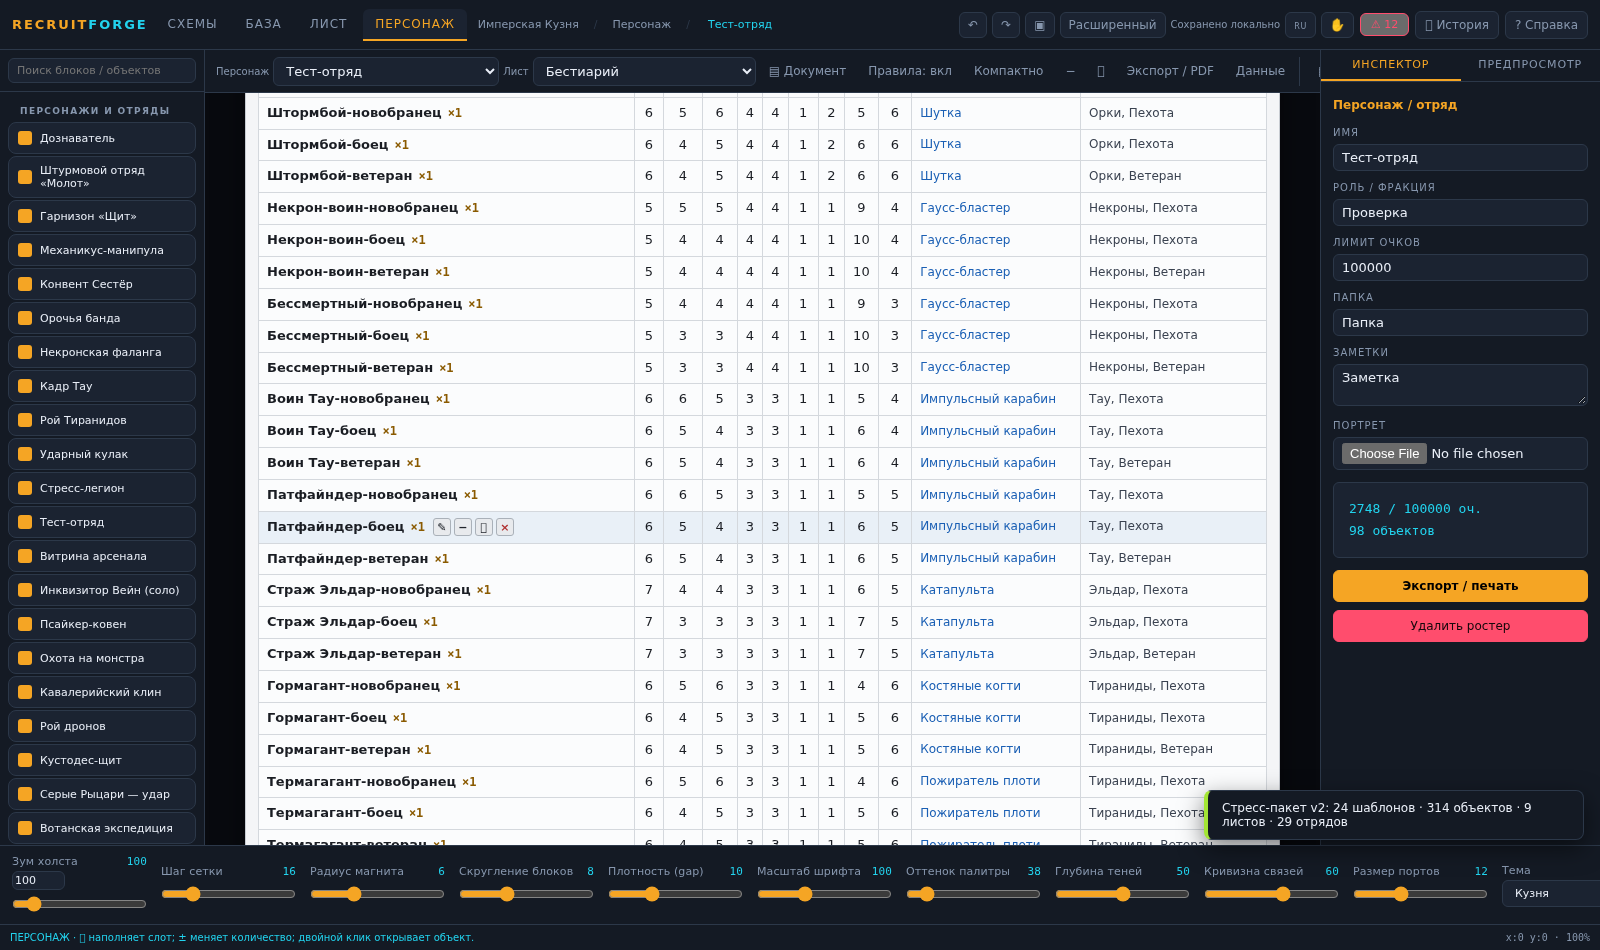 RECRUITFORGE СХЕМЫ БАЗА ЛИСТ ПЕРСОНАЖ Имперская Кузня / Персонаж / Тест-отряд ↶ ↷ ▣ Расширенный Сохранено локально RU ✋ ⚠ 12 История ? Справка
Поиск блоков / объектов
ПЕРСОНАЖИ И ОТРЯДЫ
Дознаватель
Штурмовой отряд
«Молот»
Гарнизон «Щит»
Механикус-манипула
Конвент Сестёр
Орочья банда
Некронская фаланга
Кадр Тау
Рой Тиранидов
Ударный кулак
Стресс-легион
Тест-отряд
Витрина арсенала
Инквизитор Вейн (соло)
Псайкер-ковен
Охота на монстра
Кавалерийский клин
Рой дронов
Кустодес-щит
Серые Рыцари — удар
Вотанская экспедиция
Персонаж Тест-отряд Лист Бестиарий ▤ Документ Правила: вкл Компактно − Экспорт / PDF Данные
Штормбой-новобранец ×1 6 5 6 4 4 1 2 5 6 Шутка Орки, Пехота
Штормбой-боец ×1 6 4 5 4 4 1 2 6 6 Шутка Орки, Пехота
Штормбой-ветеран ×1 6 4 5 4 4 1 2 6 6 Шутка Орки, Ветеран
Некрон-воин-новобранец ×1 5 5 5 4 4 1 1 9 4 Гаусс-бластер Некроны, Пехота
Некрон-воин-боец ×1 5 4 4 4 4 1 1 10 4 Гаусс-бластер Некроны, Пехота
Некрон-воин-ветеран ×1 5 4 4 4 4 1 1 10 4 Гаусс-бластер Некроны, Ветеран
Бессмертный-новобранец ×1 5 4 4 4 4 1 1 9 3 Гаусс-бластер Некроны, Пехота
Бессмертный-боец ×1 5 3 3 4 4 1 1 10 3 Гаусс-бластер Некроны, Пехота
Бессмертный-ветеран ×1 5 3 3 4 4 1 1 10 3 Гаусс-бластер Некроны, Ветеран
Воин Тау-новобранец ×1 6 6 5 3 3 1 1 5 4 Импульсный карабин Тау, Пехота
Воин Тау-боец ×1 6 5 4 3 3 1 1 6 4 Импульсный карабин Тау, Пехота
Воин Тау-ветеран ×1 6 5 4 3 3 1 1 6 4 Импульсный карабин Тау, Ветеран
Патфайндер-новобранец ×1 6 6 5 3 3 1 1 5 5 Импульсный карабин Тау, Пехота
Патфайндер-боец ×1 ✎ − × 6 5 4 3 3 1 1 6 5 Импульсный карабин Тау, Пехота
Патфайндер-ветеран ×1 6 5 4 3 3 1 1 6 5 Импульсный карабин Тау, Ветеран
Страж Эльдар-новобранец ×1 7 4 4 3 3 1 1 6 5 Катапульта Эльдар, Пехота
Страж Эльдар-боец ×1 7 3 3 3 3 1 1 7 5 Катапульта Эльдар, Пехота
Страж Эльдар-ветеран ×1 7 3 3 3 3 1 1 7 5 Катапульта Эльдар, Ветеран
Гормагант-новобранец ×1 6 5 6 3 3 1 1 4 6 Костяные когти Тираниды, Пехота
Гормагант-боец ×1 6 4 5 3 3 1 1 5 6 Костяные когти Тираниды, Пехота
Гормагант-ветеран ×1 6 4 5 3 3 1 1 5 6 Костяные когти Тираниды, Ветеран
Термагагант-новобранец ×1 6 5 6 3 3 1 1 4 6 Пожиратель плоти Тираниды, Пехота
Термагагант-боец ×1 6 4 5 3 3 1 1 5 6 Пожиратель плоти Тираниды, Пехота
Термагагант-ветеран ×1 6 4 5 3 3 1 1 5 6 Пожиратель плоти Тираниды, Ветеран
ИНСПЕКТОР ПРЕДПРОСМОТР
Персонаж / отряд
ИМЯ
Тест-отряд
РОЛЬ / ФРАКЦИЯ
Проверка
ЛИМИТ ОЧКОВ
100000
ПАПКА
Папка
ЗАМЕТКИ
Заметка
ПОРТРЕТ
Choose File No file chosen
2748 / 100000 оч.
98 объектов
Экспорт / печать
Удалить ростер
Стресс-пакет v2: 24 шаблонов · 314 объектов · 9
листов · 29 отрядов
Зум холста 100
100
Шаг сетки 16
Радиус магнита 6
Скругление блоков 8
Плотность (gap) 10
Масштаб шрифта 100
Оттенок палитры 38
Глубина теней 50
Кривизна связей 60
Размер портов 12
Тема
Кузня
ПЕРСОНАЖ · наполняет слот; ± меняет количество; двойной клик открывает объект. x:0 y:0 · 100%